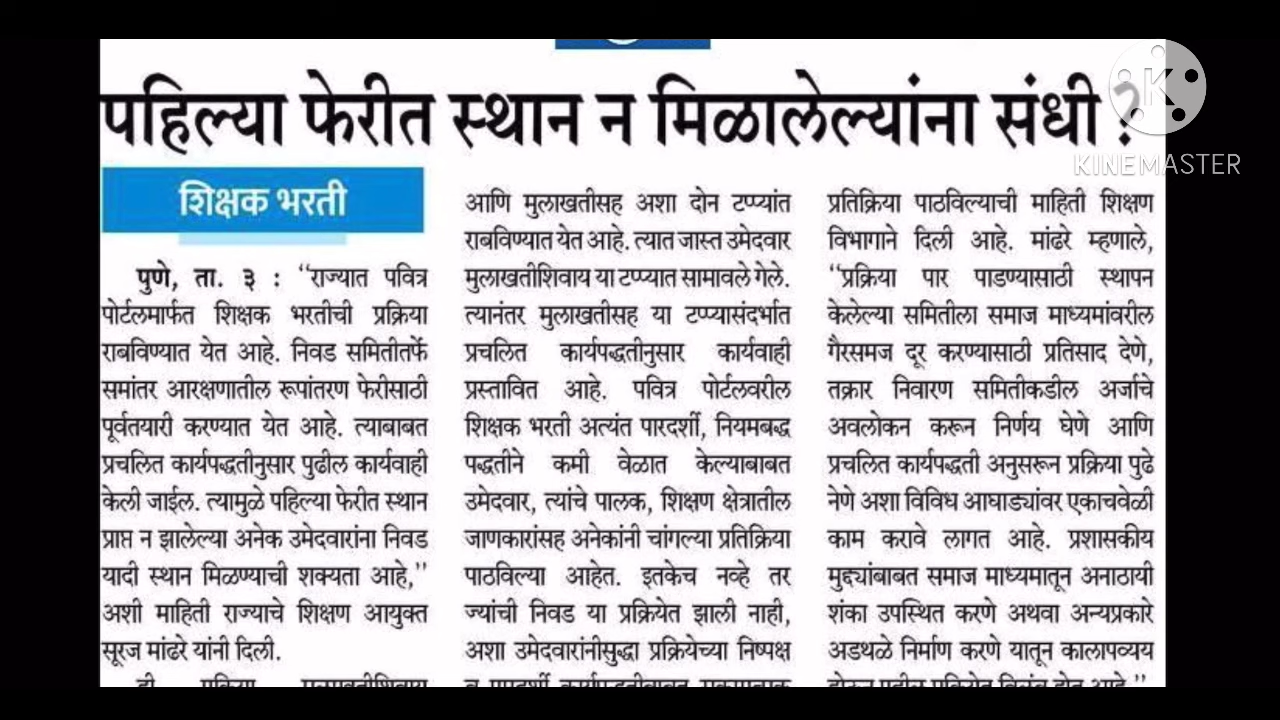 पहिल्या फेरीत स्थान न मिळालेल्यांना संधी ?
KINEMASTER
शिक्षक भरती
पुणे, ता. ३ : ‘‘राज्यात पवित्र
पोर्टलमार्फत शिक्षक भरतीची प्रक्रिया
राबविण्यात येत आहे. निवड समितीतर्फे
समांतर आरक्षणातील रूपांतरण फेरीसाठी
पूर्वतयारी करण्यात येत आहे. त्याबाबत
प्रचलित कार्यपद्धतीनुसार पुढील कार्यवाही
केली जाईल. त्यामुळे पहिल्या फेरीत स्थान
प्राप्त न झालेल्या अनेक उमेदवारांना निवड
यादी स्थान मिळण्याची शक्यता आहे,’’
अशी माहिती राज्याचे शिक्षण आयुक्त
सूरज मांढरे यांनी दिली.
आणि मुलाखतीसह अशा दोन टप्प्यांत
राबविण्यात येत आहे. त्यात जास्त उमेदवार
मुलाखतीशिवाय या टप्प्यात सामावले गेले.
त्यानंतर मुलाखतीसह या टप्प्यासंदर्भात
प्रचलित कार्यपद्धतीनुसार कार्यवाही
प्रस्तावित आहे. पवित्र पोर्टलवरील
शिक्षक भरती अत्यंत पारदर्शी, नियमबद्ध
पद्धतीने कमी वेळात केल्याबाबत
उमेदवार, त्यांचे पालक, शिक्षण क्षेत्रातील
जाणकारांसह अनेकांनी चांगल्या प्रतिक्रिया
पाठविल्या आहेत. इतकेच नव्हे तर
ज्यांची निवड या प्रक्रियेत झाली नाही,
अशा उमेदवारांनीसुद्धा प्रक्रियेच्या निष्पक्ष
प्रतिक्रिया पाठविल्याची माहिती शिक्षण
विभागाने दिली आहे. मांढरे म्हणाले,
‘‘प्रक्रिया पार पाडण्यासाठी स्थापन
केलेल्या समितीला समाज माध्यमांवरील
गैरसमज दूर करण्यासाठी प्रतिसाद देणे,
तक्रार निवारण समितीकडील अर्जाचे
अवलोकन करून निर्णय घेणे आणि
प्रचलित कार्यपद्धती अनुसरून प्रक्रिया पुढे
नेणे अशा विविध आघाड्यांवर एकाचवेळी
काम करावे लागत आहे. प्रशासकीय
मुद्द्यांबाबत समाज माध्यमातून अनाठायी
शंका उपस्थित करणे अथवा अन्यप्रकारे
अडथळे निर्माण करणे यातून कालापव्यय